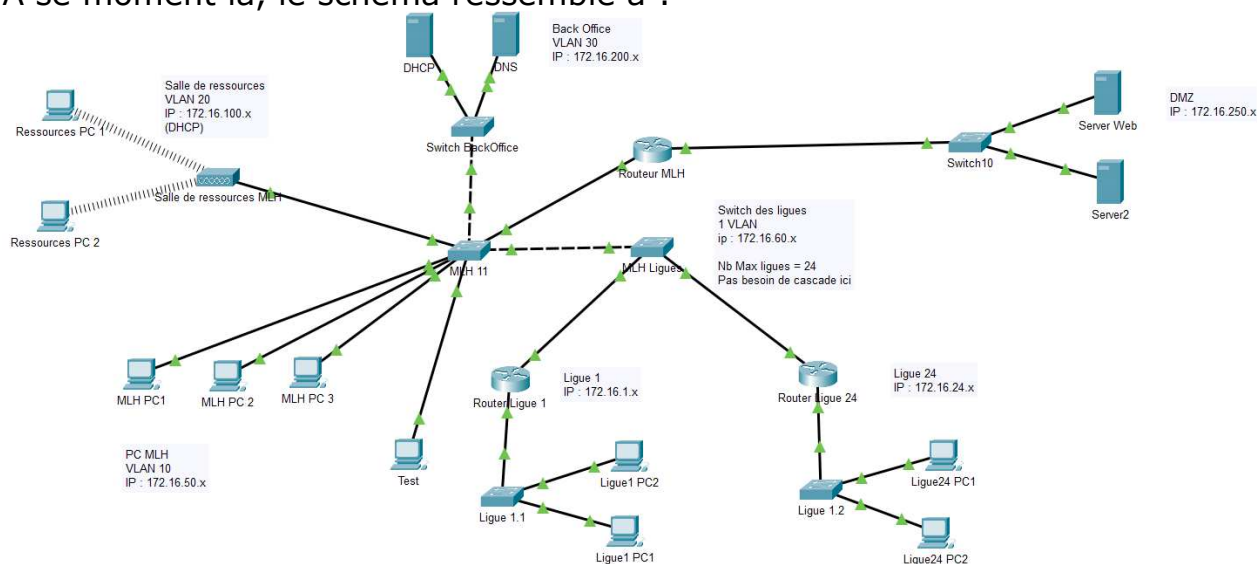 A se moment là, le schéma ressemble à :
Back Office
VLAN 30
IP : 172.16.200.x
DHCP
DNS
Salle de ressources
VLAN 20
IP : 172.16.100.x
(DHCP)
Ressources PC 1
Switch BackOffice
Server Web
DMZ
IP : 172.16.250.x
Routeur MLH
Switch10
Salle de ressources MLH
Server2
Ressources PC 2
Switch des ligues
1 VLAN
ip : 172.16.60.x
Nb Max ligues = 24
Pas besoin de cascade ici
MLH 11
MLH Ligues
MLH PC1
MLH PC 2
MLH PC 3
Router Ligue 1
Ligue 1
IP : 172.16.1.x
Router Ligue 24
Ligue 24
IP : 172.16.24.x
PC MLH
VLAN 10
IP : 172.16.50.x
Test
Ligue1 PC2
Ligue24 PC1
Ligue 1.1
Ligue 1.2
Ligue1 PC1
Ligue24 PC2